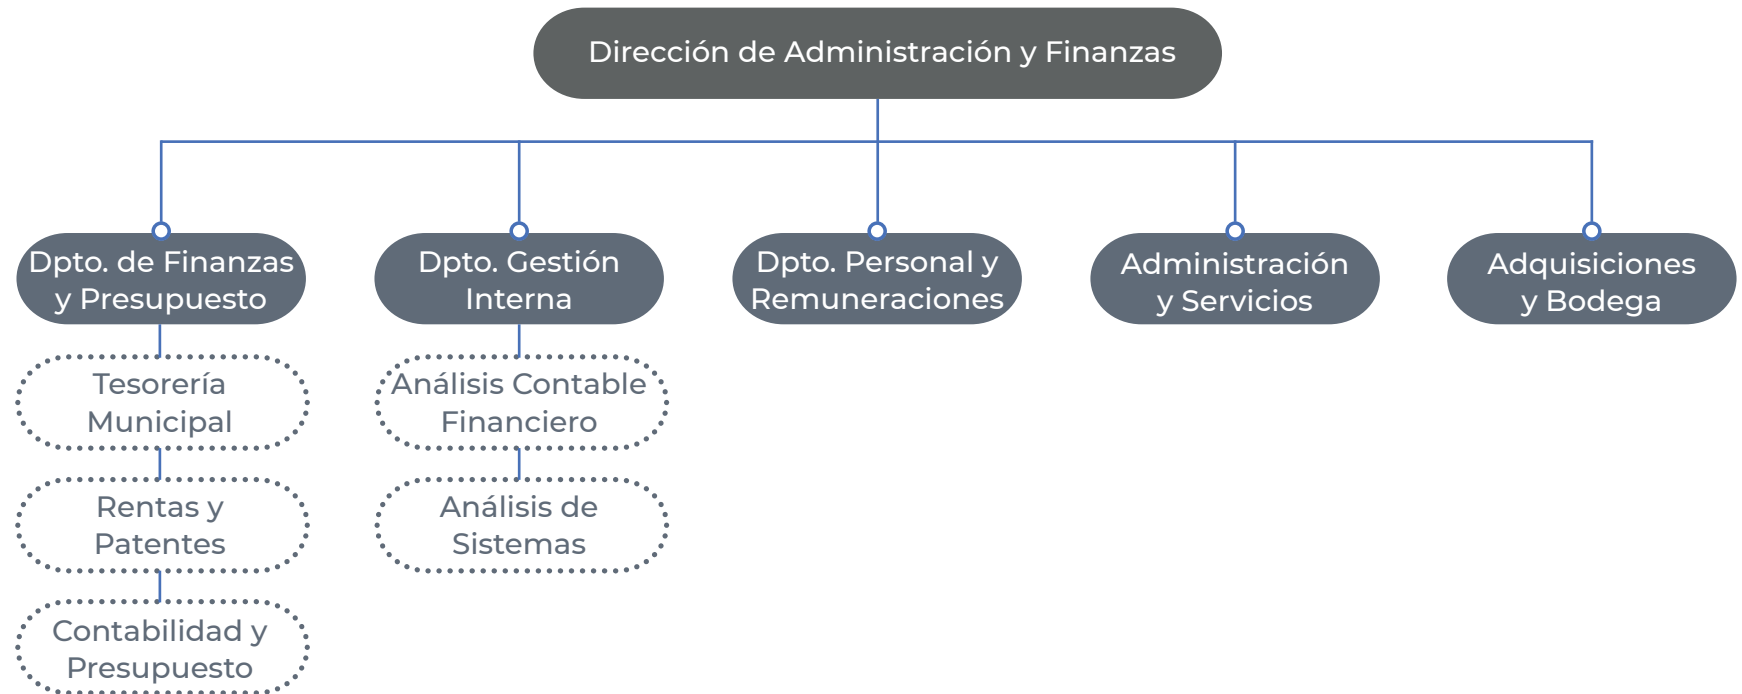 Dirección de Administración y Finanzas
Dpto. de Finanzas
y Presupuesto
Dpto. Gestión
Interna
Dpto. Personal y
Remuneraciones
Administración
y Servicios
Adquisiciones
y Bodega
Tesorería
Municipal
Análisis Contable
Financiero
Rentas y
Patentes
Análisis de
Sistemas
Contabilidad y
Presupuesto